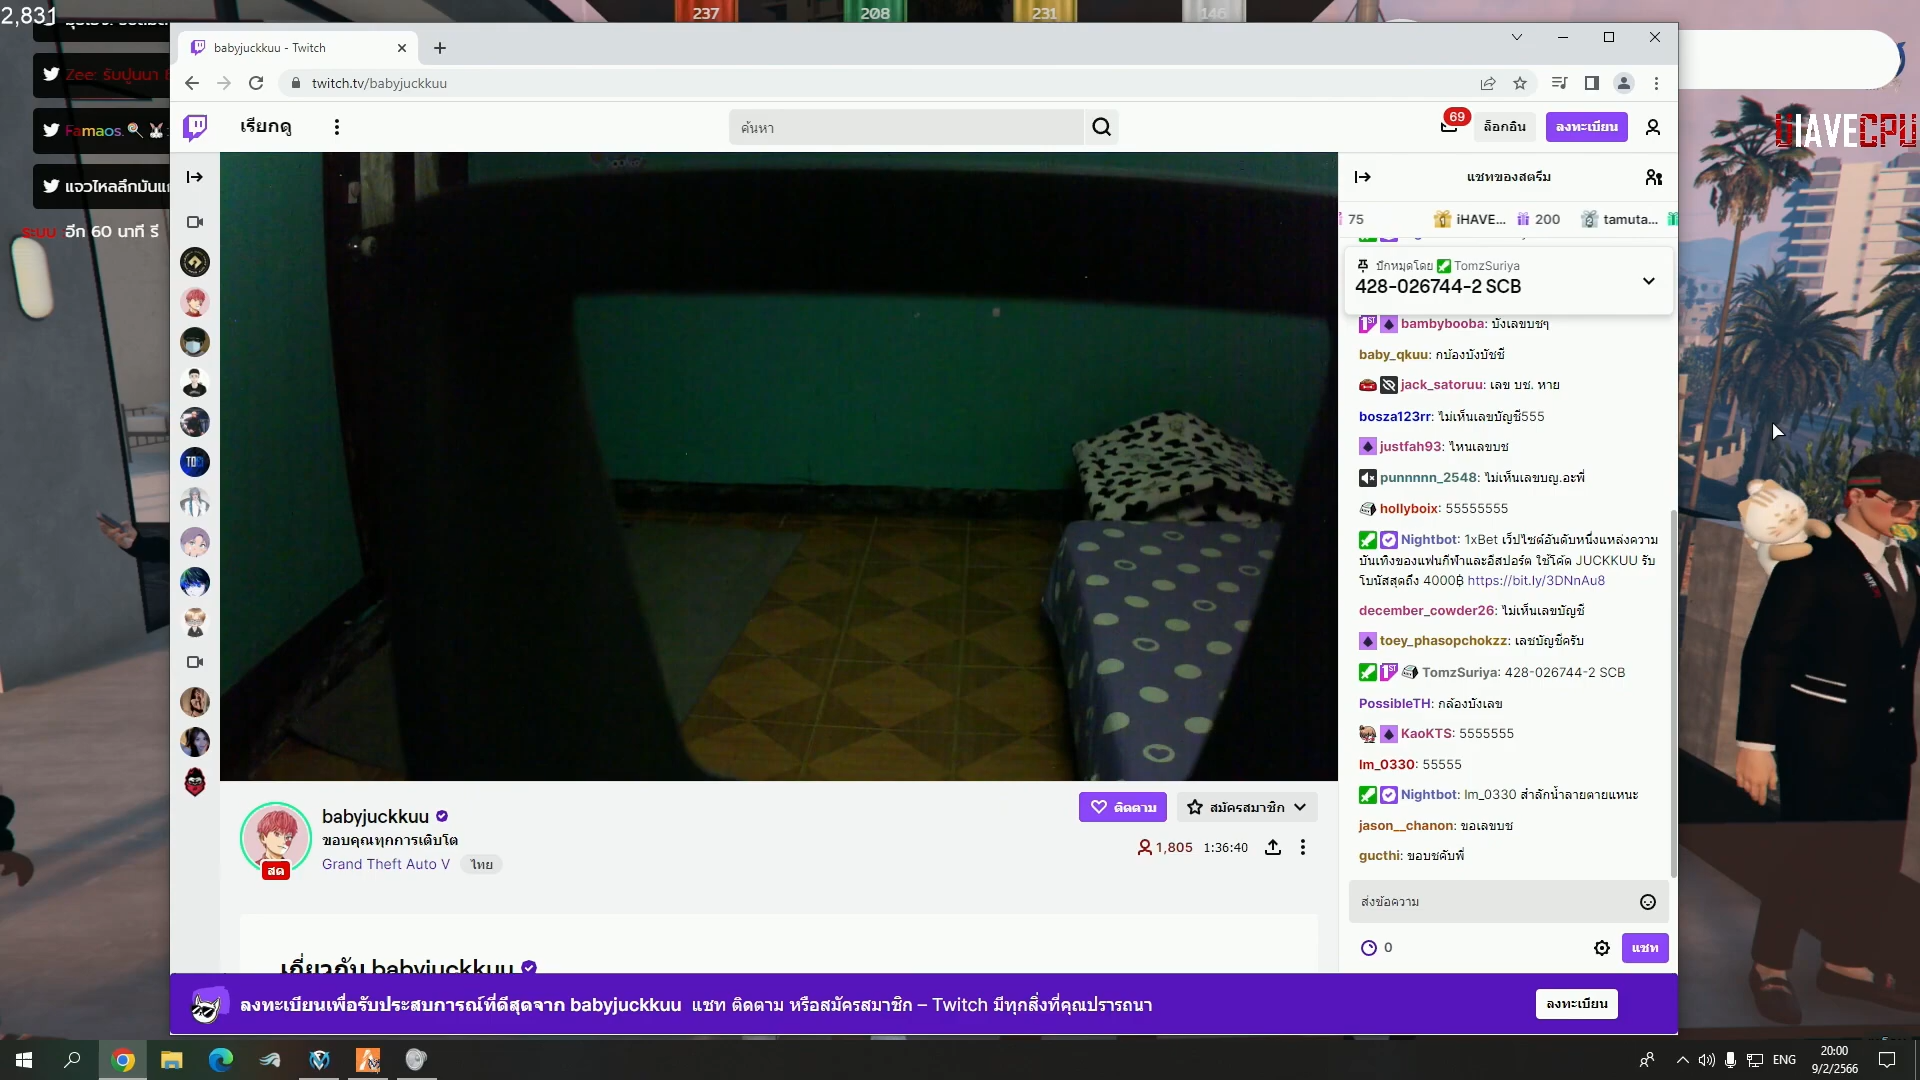 2,831
237
208
231
146
babyjuckkuu - Twitch
twitch.tv/babyjuckkuu
Zee: รับปูนนา
Famaos.
แจวไหลลึกมันแ
ระบบ อีก 60 นาที รี
เรียกดู
ค้นหา
69
ล็อกอิน
ลงทะเบียน
UIAVECPU
แชทของสตรีม
75
iHAVE...
200
tamuta...
ปักหมุดโดย TomzSuriya
428-026744-2 SCB
bambybooba: บังเลขบชๆ
baby_qkuu: กบ้องบังบัชชี
jack_satoruu: เลข บช. หาย
bosza123rr: ไม่เห็นเลขบัญชี555
justfah93: ไหนเลขบช
punnnnn_2548: ไม่เห็นเลขบญ.อะพี่
hollyboix: 55555555
Nightbot: 1xBet เว็ปไซต์อันดับหนึ่งแหล่งความ
บันเทิงของแฟนกีฬาและอีสปอร์ต ใช้โค้ด JUCKKUU รับ
โบนัสสุดถึง 4000฿ https://bit.ly/3DNnAu8
december_cowder26: ไม่เห็นเลขบัญชี
toey_phasopchokzz: เลชบัญชีครับ
TomzSuriya: 428-026744-2 SCB
PossibleTH: กล้องบังเลข
KaoKTS: 5555555
Im_0330: 55555
Nightbot: Im_0330 สำลักน้ำลายตายแหนะ
jason__chanon: ขอเลขบช
gucthi: ขอบชคับพี่
ส่งข้อความ
0
แชท
babyjuckkuu
ขอบคุณทุกการเติบโต
Grand Theft Auto V
ไทย
สด
ติดตาม
สมัครสมาชิก
1,805
1:36:40
เกี่ยวกับ babyjuckkuu
ลงทะเบียนเพื่อรับประสบการณ์ที่ดีสุดจาก babyjuckkuu แชท ติดตาม หรือสมัครสมาชิก – Twitch มีทุกสิ่งที่คุณปรารถนา
ลงทะเบียน
ENG
20:00
9/2/2566